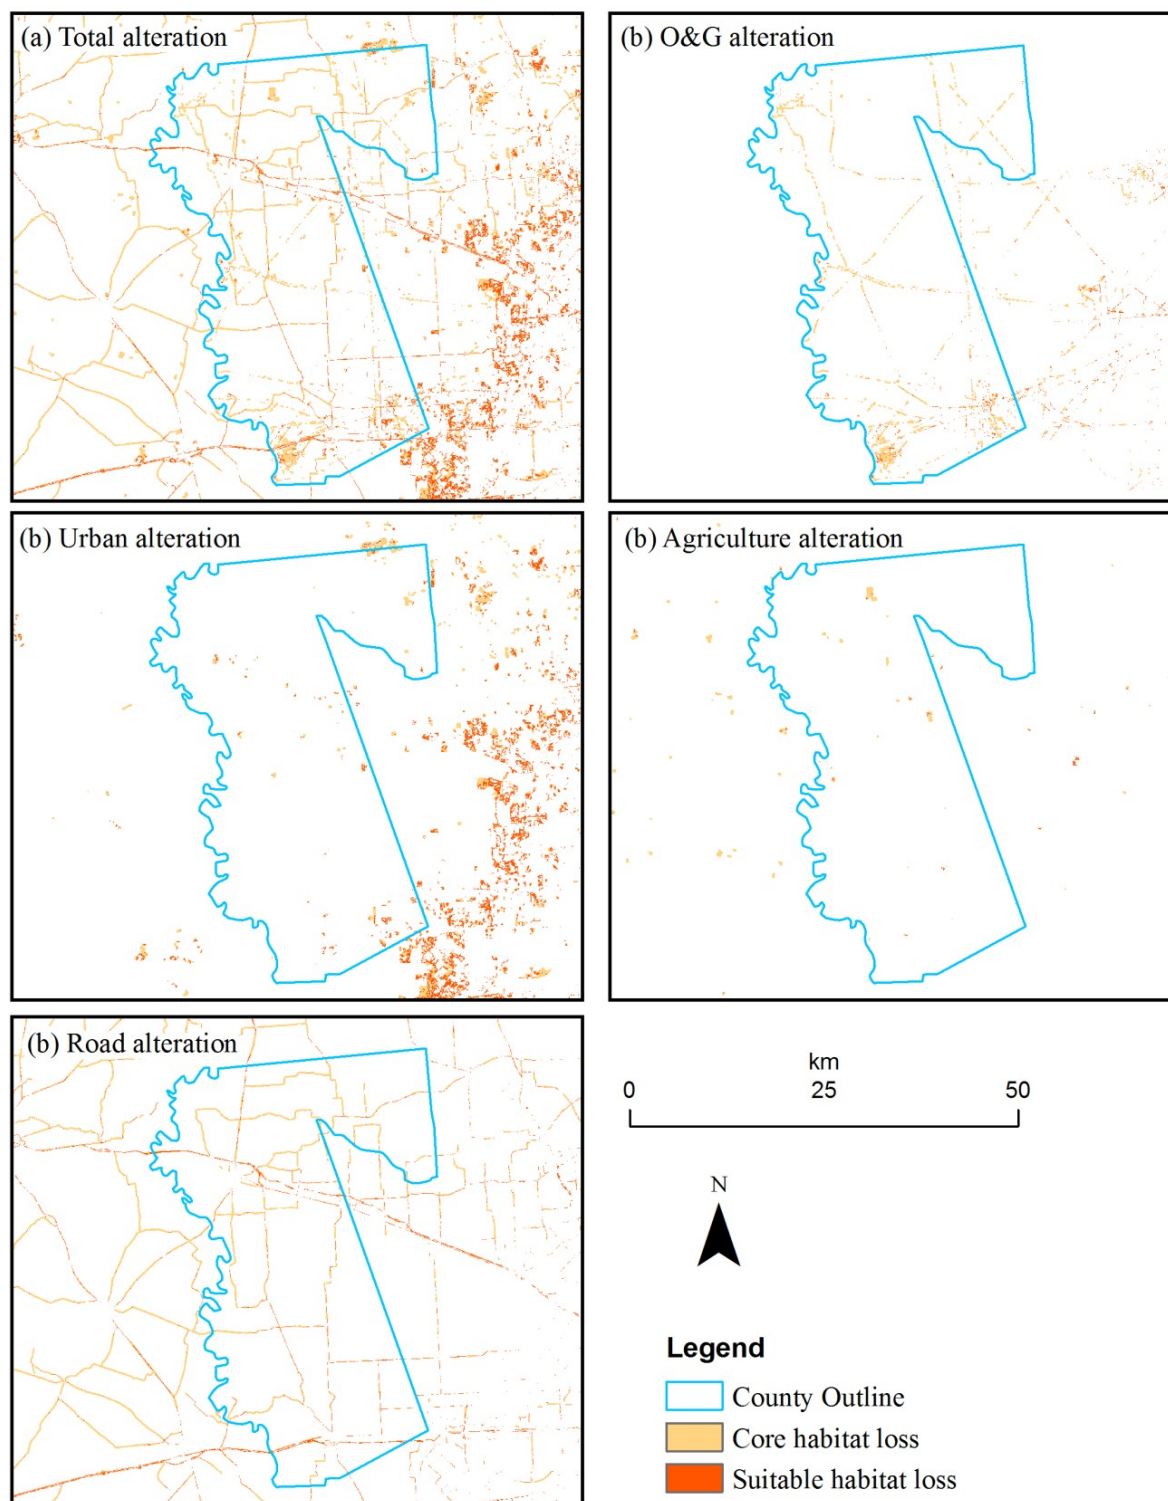 (a) Total alteration
(b) O&G alteration
(b) Urban alteration
(b) Agriculture alteration
(b) Road alteration
km
0 25 50
N
Legend
County Outline
Core habitat loss
Suitable habitat loss